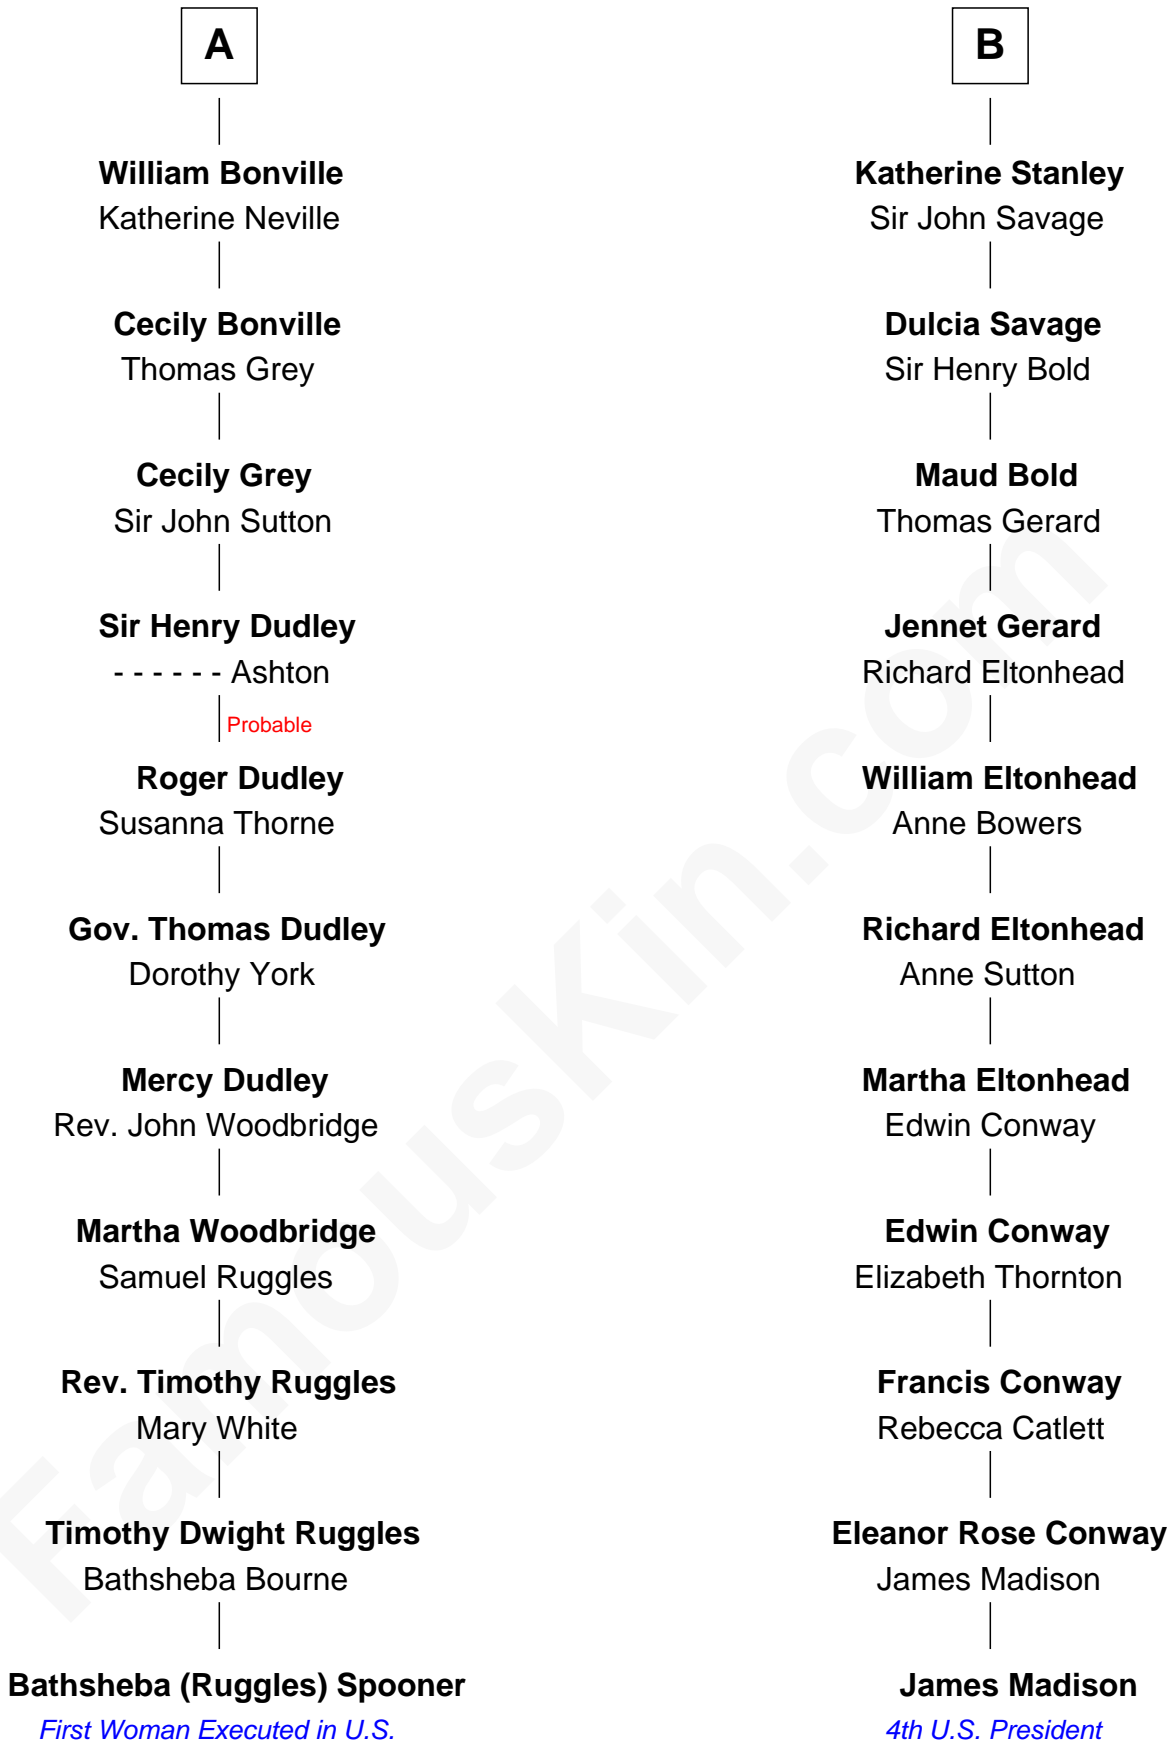 A
William Bonville
Katherine Neville
Cecily Bonville
Thomas Grey
Cecily Grey
Sir John Sutton
Sir Henry Dudley
- - - - - - Ashton
Probable
Roger Dudley
Susanna Thorne
Gov. Thomas Dudley
Dorothy York
Mercy Dudley
Rev. John Woodbridge
Martha Woodbridge
Samuel Ruggles
Rev. Timothy Ruggles
Mary White
Timothy Dwight Ruggles
Bathsheba Bourne
Bathsheba (Ruggles) Spooner
First Woman Executed in U.S.
B
Katherine Stanley
Sir John Savage
Dulcia Savage
Sir Henry Bold
Maud Bold
Thomas Gerard
Jennet Gerard
Richard Eltonhead
William Eltonhead
Anne Bowers
Richard Eltonhead
Anne Sutton
Martha Eltonhead
Edwin Conway
Edwin Conway
Elizabeth Thornton
Francis Conway
Rebecca Catlett
Eleanor Rose Conway
James Madison
James Madison
4th U.S. President
FamousKin.com